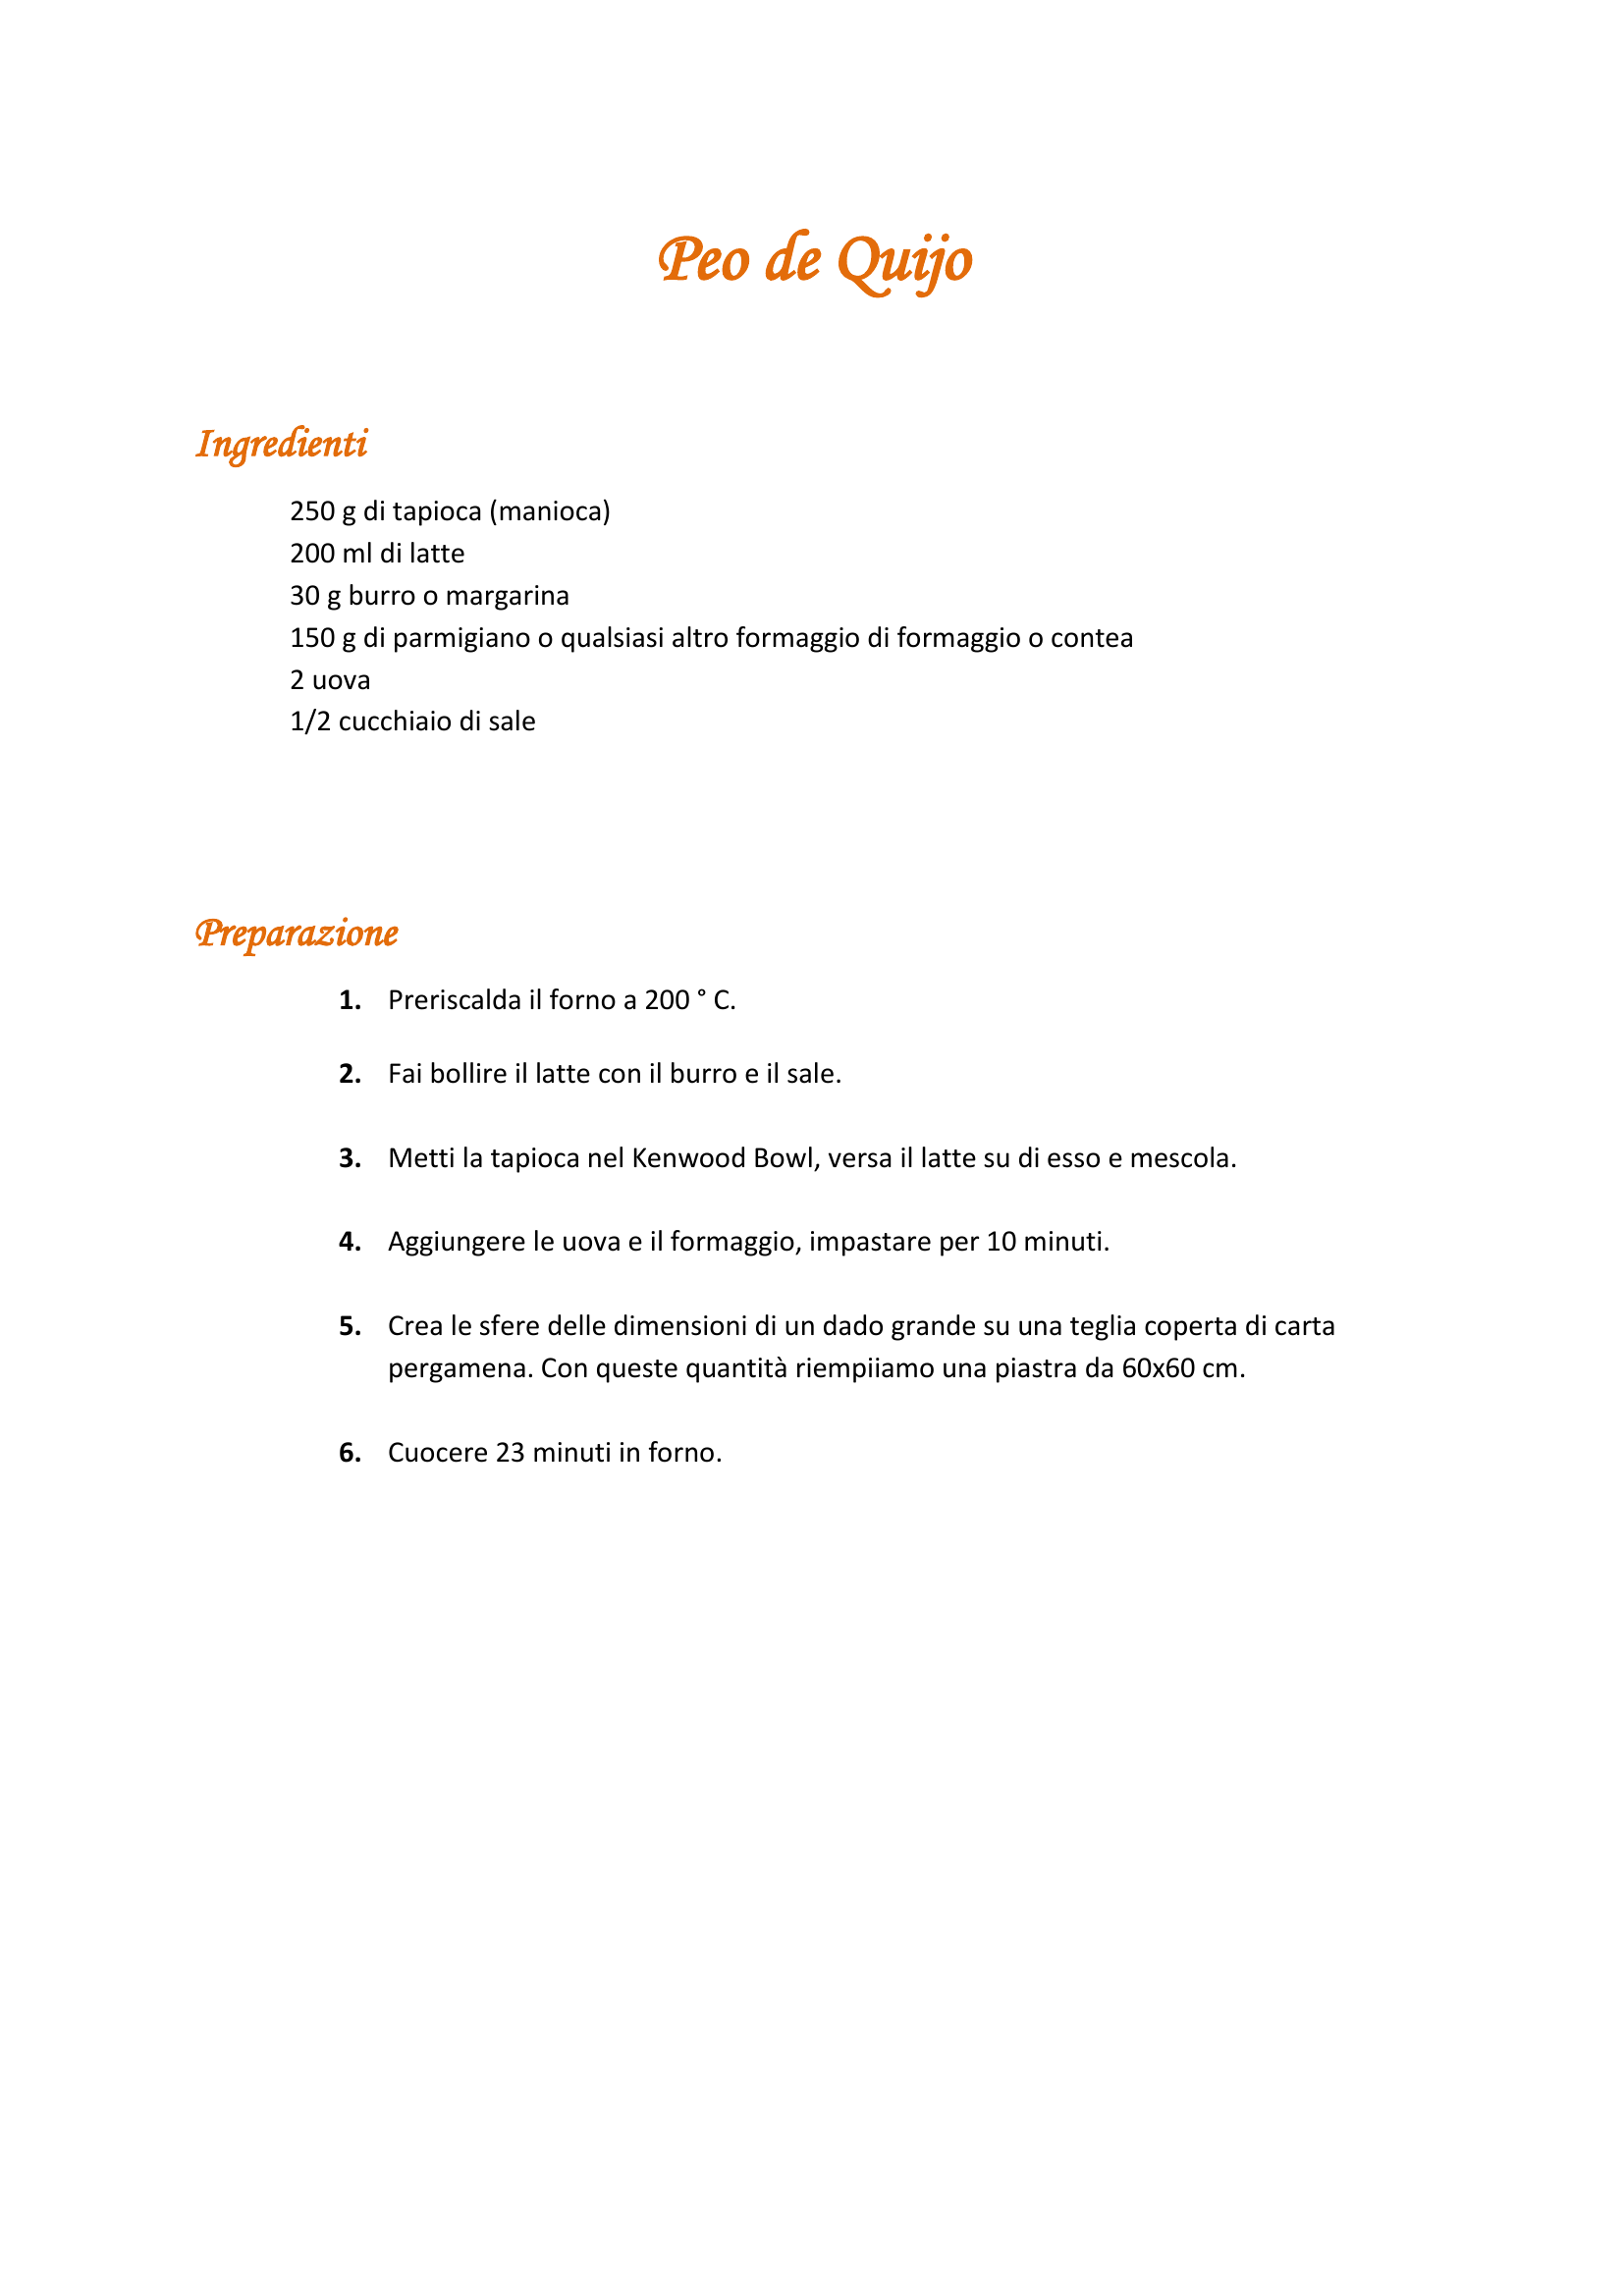 Peo de Quijo
Ingredienti
250 g di tapioca (manioca)
200 ml di latte
30 g burro o margarina
150 g di parmigiano o qualsiasi altro formaggio di formaggio o contea
2 uova
1/2 cucchiaio di sale
Preparazione
1. Preriscalda il forno a 200 ° C.
2. Fai bollire il latte con il burro e il sale.
3. Metti la tapioca nel Kenwood Bowl, versa il latte su di esso e mescola.
4. Aggiungere le uova e il formaggio, impastare per 10 minuti.
5. Crea le sfere delle dimensioni di un dado grande su una teglia coperta di carta
pergamena. Con queste quantità riempiiamo una piastra da 60x60 cm.
6. Cuocere 23 minuti in forno.